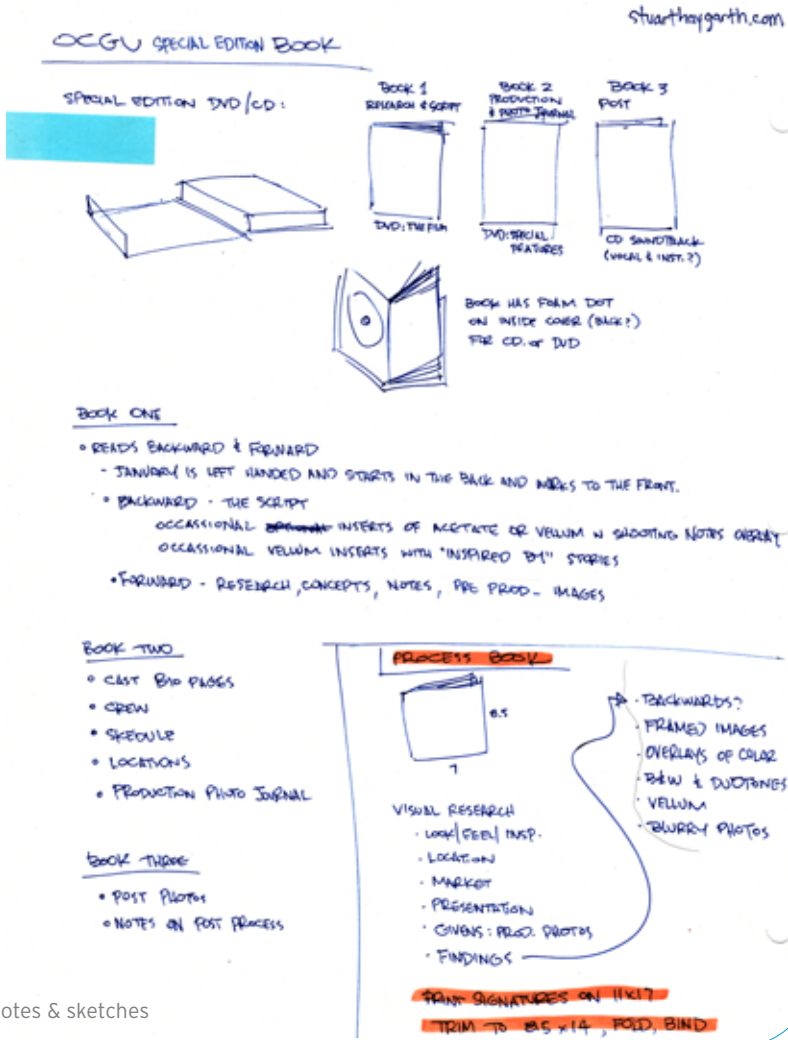 stuarthaygarth.com
OCGU SPECIAL EDITION BOOK
SPECIAL EDITION DVD/CD:
BOOK 1
RESEARCH & SCRIPT
DVD: THE FILM
BOOK 2
PRODUCTION
& PHOTO JOURNAL
DVD: SPECIAL
FEATURES
BOOK 3
POST
CD SOUNDTRACK
(VOCAL & INST.?)
BOOK HAS FOAM DOT
ON INSIDE COVER (BACK?)
FOR CD. or DVD
BOOK ONE
• READS BACKWARD & FORWARD
- JANUARY IS LEFT HANDED AND STARTS IN THE BACK AND WORKS TO THE FRONT.
• BACKWARD - THE SCRIPT
OCCASSIONAL INSERTS OF ACETATE OR VELLUM W SHOOTING NOTES OVERLAY
OCCASSIONAL VELLUM INSERTS WITH "INSPIRED BY" STORIES
• FORWARD - RESEARCH, CONCEPTS, NOTES, PRE PROD - IMAGES
BOOK TWO
• CAST BIO PAGES
• CREW
• SKEDULE
• LOCATIONS
• PRODUCTION PHOTO JOURNAL
BOOK THREE
• POST PHOTOS
• NOTES ON POST PROCESS
PROCESS BOOK
8.5
7
VISUAL RESEARCH
· LOOK/FEEL/INSP.
· LOCATION
· MARKET
· PRESENTATION
· GIVENS: PROD. PHOTOS
· FINDINGS
· BACKWARDS?
· FRAMED IMAGES
· OVERLAYS OF COLOR
· B&W & DUOTONES
· VELLUM
· BLURRY PHOTOS
PRINT SIGNATURES ON 11x17
TRIM TO 8.5 x 14, FOLD, BIND
otes & sketches